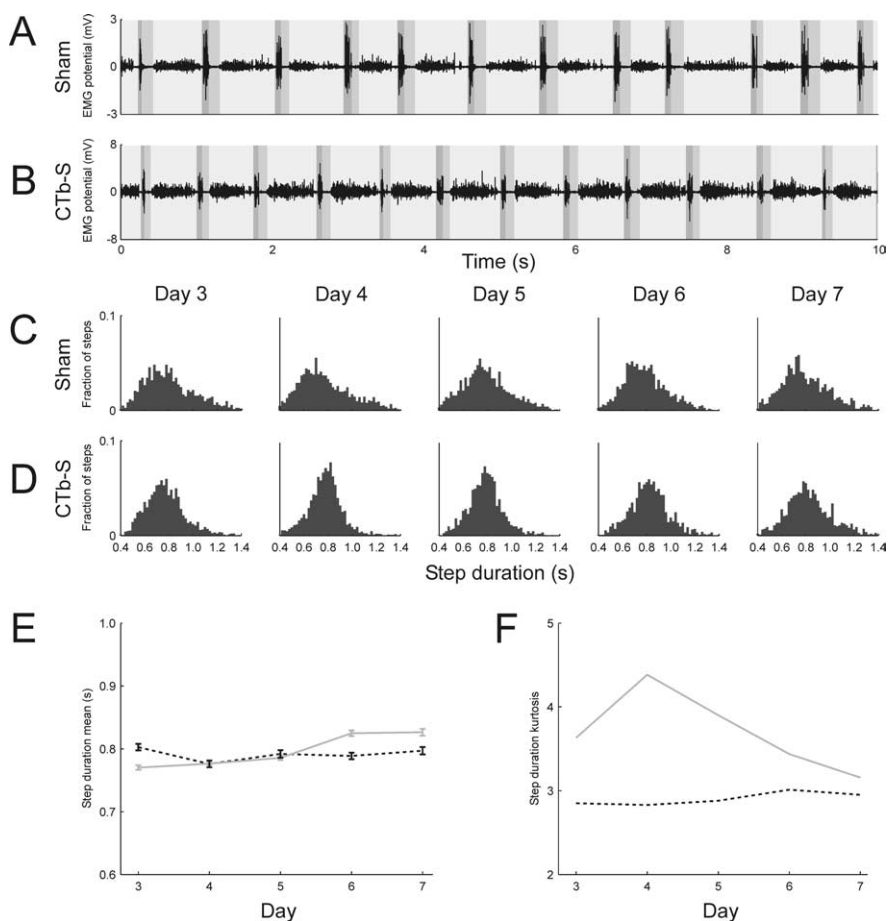 A
Sham
EMG potential (mV)
3
0
-3
B
CTb-S
EMG potential (mV)
8
0
-8
0 2 4 6 8 10
Time (s)
Day 3 Day 4 Day 5 Day 6 Day 7
C
Sham
Fraction of steps
0.1
0
D
CTb-S
Fraction of steps
0.1
0
0.4 0.6 0.8 1.0 1.2 1.4 0.4 0.6 0.8 1.0 1.2 1.4 0.4 0.6 0.8 1.0 1.2 1.4 0.4 0.6 0.8 1.0 1.2 1.4 0.4 0.6 0.8 1.0 1.2 1.4
Step duration (s)
E
Step duration mean (s)
1.0
0.9
0.8
0.7
0.6
3 4 5 6 7
Day
F
Step duration kurtosis
5
4
3
2
3 4 5 6 7
Day